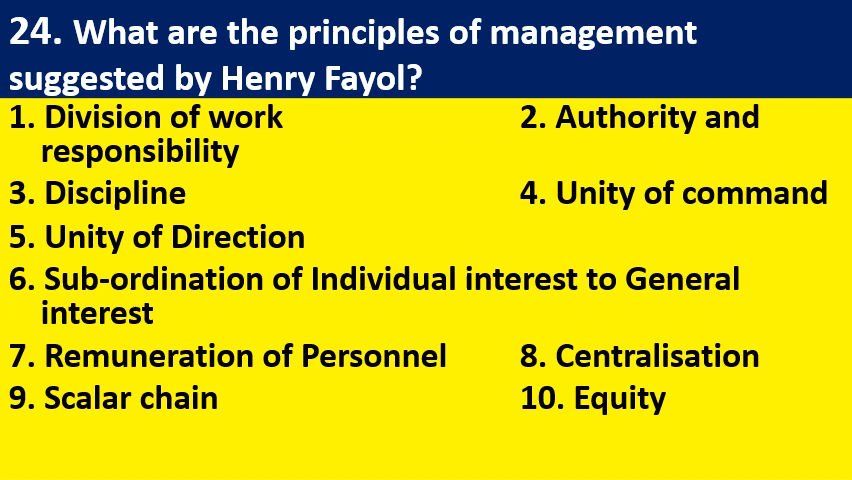 24. What are the principles of management
suggested by Henry Fayol?
1. Division of work 2. Authority and
responsibility
3. Discipline 4. Unity of command
5. Unity of Direction
6. Sub-ordination of Individual interest to General
interest
7. Remuneration of Personnel 8. Centralisation
9. Scalar chain 10. Equity